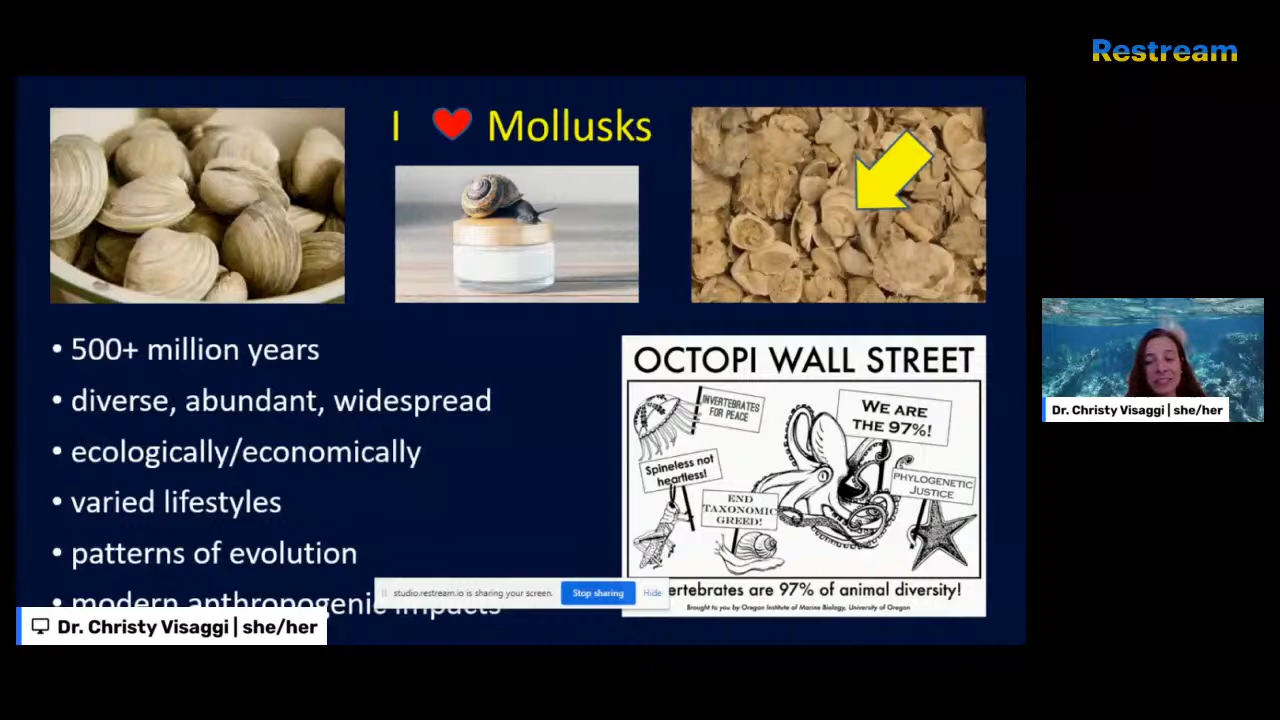 Restream
I ❤ Mollusks
• 500+ million years
• diverse, abundant, widespread
• ecologically/economically
• varied lifestyles
• patterns of evolution
• modern anthropogenic impacts
OCTOPI WALL STREET
INVERTEBRATES
FOR PEACE
WE ARE
THE 97%!
Spineless not
heartless!
PHYLOGENETIC
JUSTICE
END
TAXONOMIC
GREED!
ertebrates are 97% of animal diversity!
Brought to you by Oregon Institute of Marine Biology, University of Oregon
studio.restream.io is sharing your screen.
Stop sharing
Hide
Dr. Christy Visaggi | she/her
Dr. Christy Visaggi | she/her